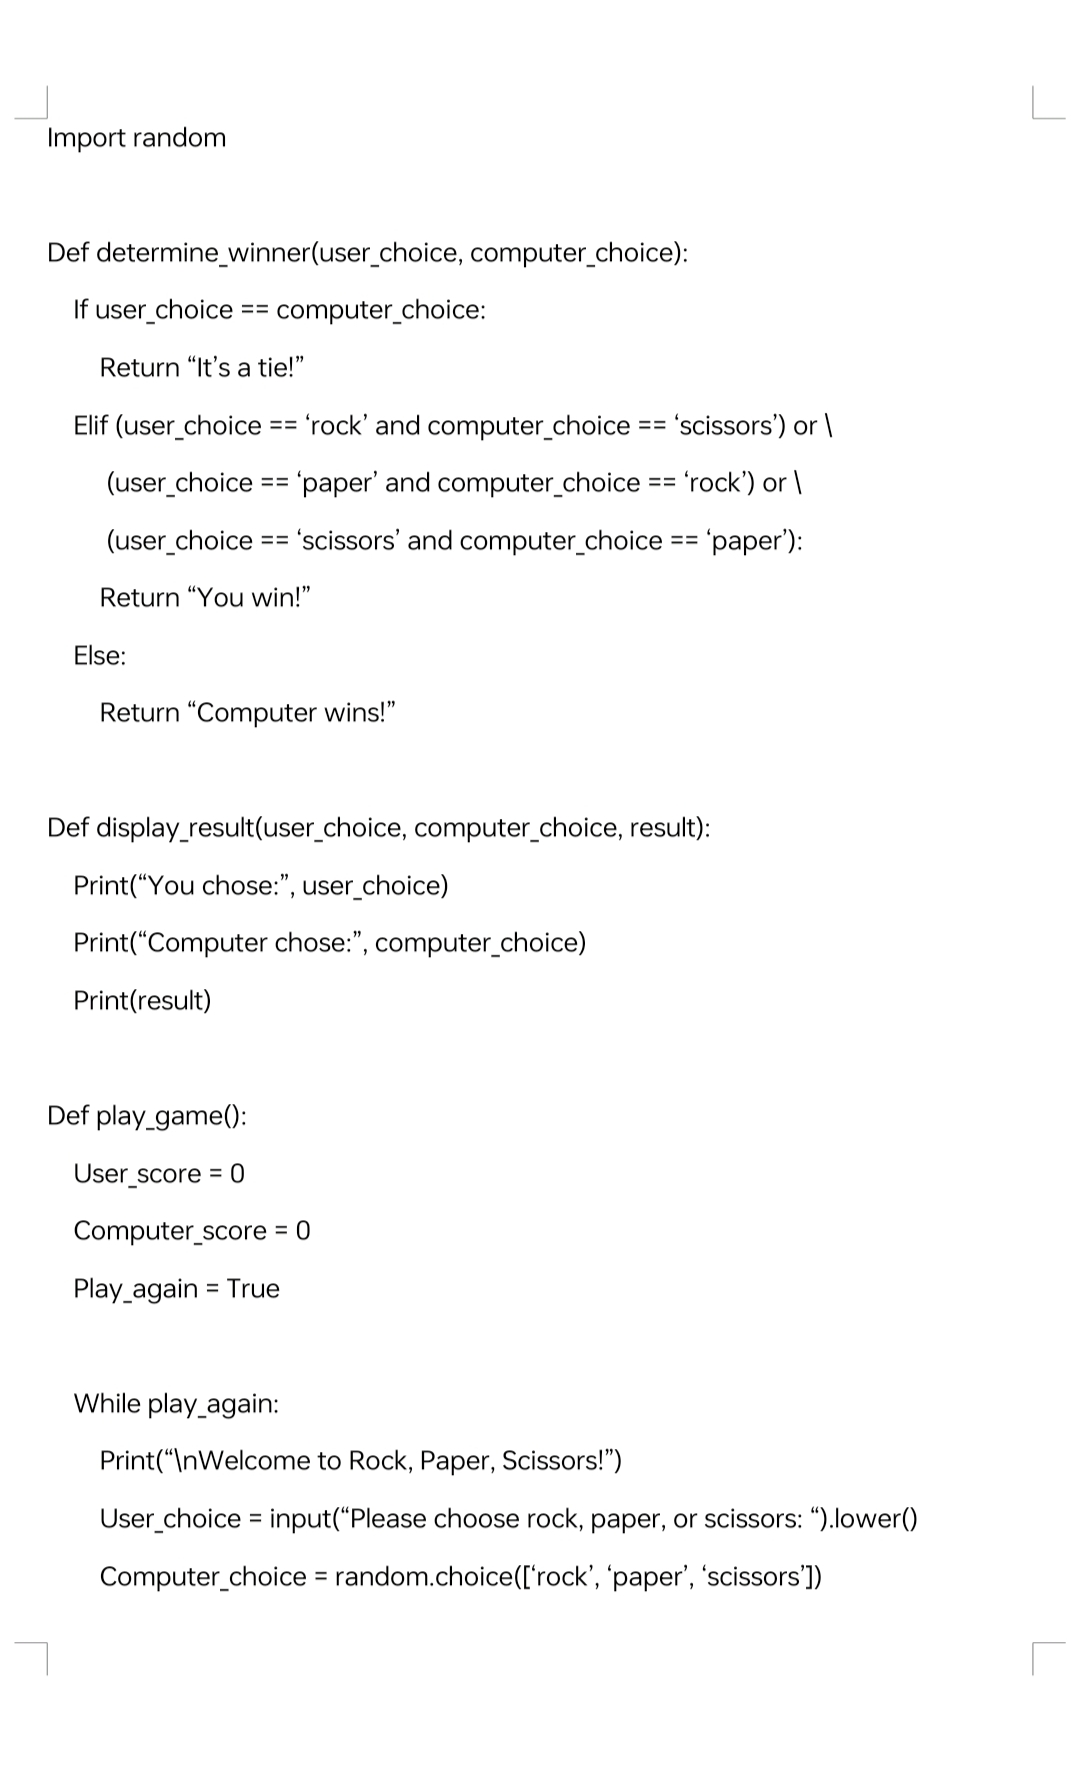 Import random
Def determine_winner(user_choice, computer_choice):
If user_choice == computer_choice:
Return “It’s a tie!”
Elif (user_choice == ‘rock’ and computer_choice == ‘scissors’) or \
(user_choice == ‘paper’ and computer_choice == ‘rock’) or \
(user_choice == ‘scissors’ and computer_choice == ‘paper’):
Return “You win!”
Else:
Return “Computer wins!”
Def display_result(user_choice, computer_choice, result):
Print(“You chose:”, user_choice)
Print(“Computer chose:”, computer_choice)
Print(result)
Def play_game():
User_score = 0
Computer_score = 0
Play_again = True
While play_again:
Print(“\nWelcome to Rock, Paper, Scissors!”)
User_choice = input(“Please choose rock, paper, or scissors: “).lower()
Computer_choice = random.choice([‘rock’, ‘paper’, ‘scissors’])